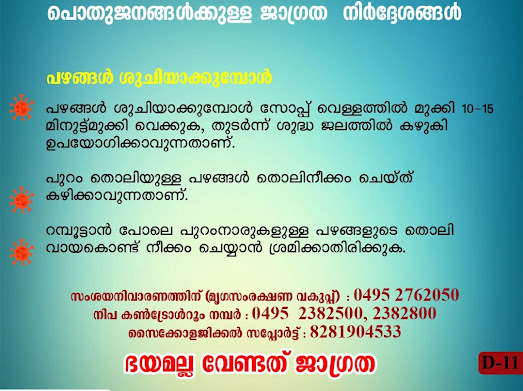 പൊതുജനങ്ങൾക്കുള്ള ജാഗ്രത നിർദ്ദേശങ്ങൾ
പഴങ്ങൾ ശുചിയാക്കുമ്പോൾ
പഴങ്ങൾ ശുചിയാക്കുമ്പോൾ സോപ്പ് വെള്ളത്തിൽ മുക്കി 10-15
മിനുട്ട്മുക്കി വെക്കുക, തുടർന്ന് ശുദ്ധ ജലത്തിൽ കഴുകി
ഉപയോഗിക്കാവുന്നതാണ്.
പുറം തൊലിയുള്ള പഴങ്ങൾ തൊലിനീക്കം ചെയ്ത്
കഴിക്കാവുന്നതാണ്.
റമ്പൂട്ടാൻ പോലെ പുറംനാരുകളുള്ള പഴങ്ങളുടെ തൊലി
വായകൊണ്ട് നീക്കം ചെയ്യാൻ ശ്രമിക്കാതിരിക്കുക.
സംശയനിവാരണത്തിന് (മൃഗസംരക്ഷണ വകുപ്പ്) : 0495 2762050
നിപ കൺട്രോൾറും നമ്പർ : 0495 2382500, 2382800
സൈക്കോളജിക്കൽ സപ്പോർട്ട് : 8281904533
ഭയമല്ല വേണ്ടത് ജാഗ്രത
D-11